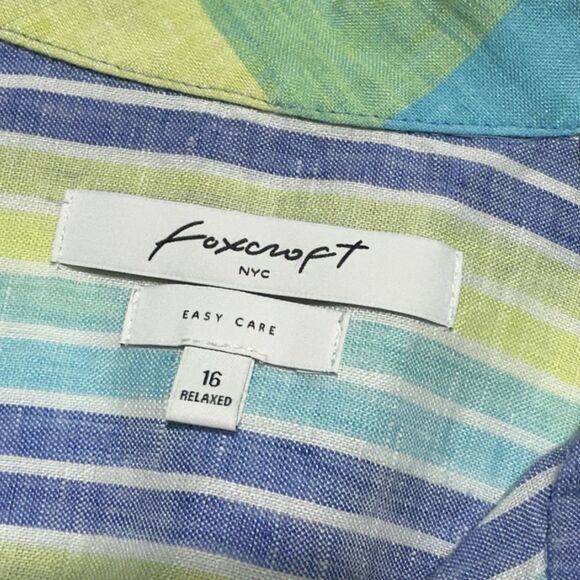 Foxcroft
NYC
EASY CARE
16
RELAXED